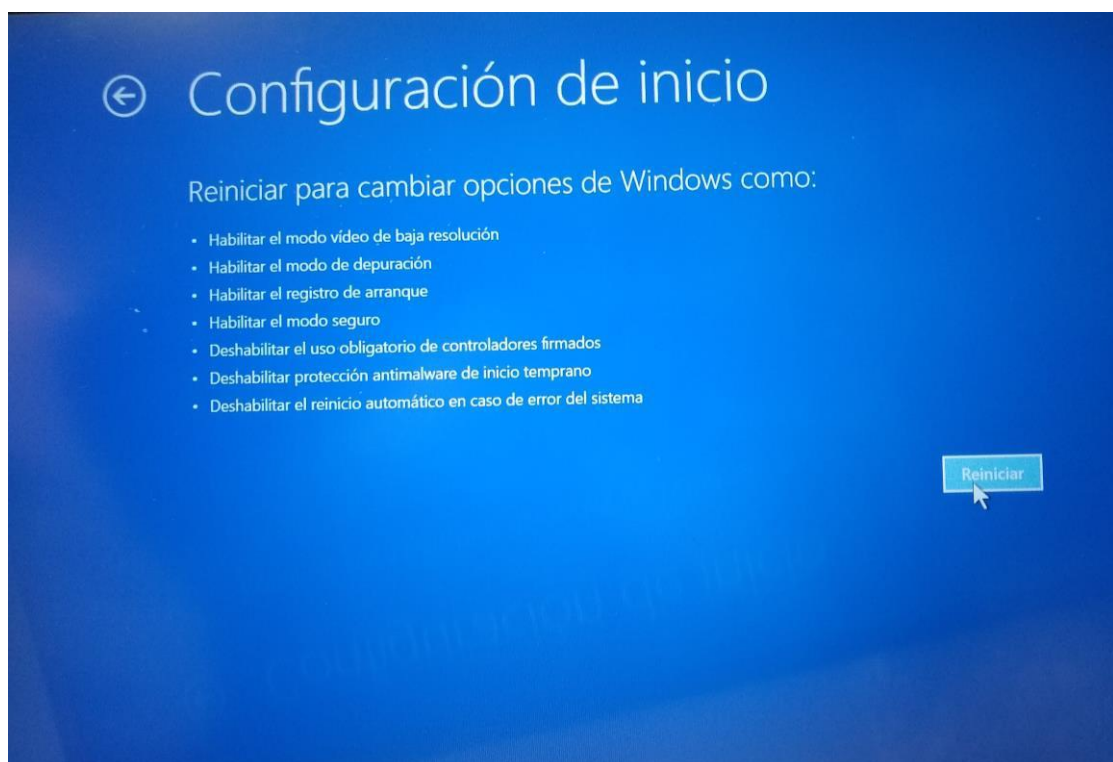 Configuración de inicio
Reiniciar para cambiar opciones de Windows como:
• Habilitar el modo vídeo de baja resolución
• Habilitar el modo de depuración
• Habilitar el registro de arranque
• Habilitar el modo seguro
• Deshabilitar el uso obligatorio de controladores firmados
• Deshabilitar protección antimalware de inicio temprano
• Deshabilitar el reinicio automático en caso de error del sistema
Reiniciar